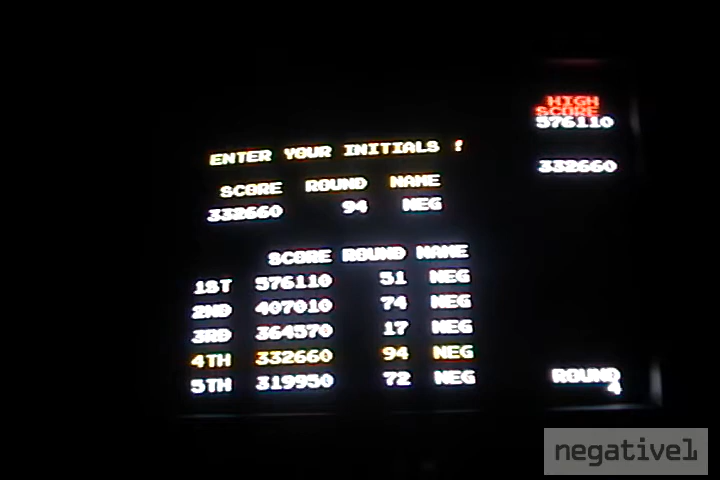 HIGH
SCORE
576110
332660
ENTER YOUR INITIALS !
SCORE ROUND NAME
332660 94 NEG
SCORE ROUND NAME
1ST 576110 51 NEG
2ND 407010 74 NEG
3RD 364570 17 NEG
4TH 332660 94 NEG
5TH 319950 72 NEG
ROUND
4
negative1